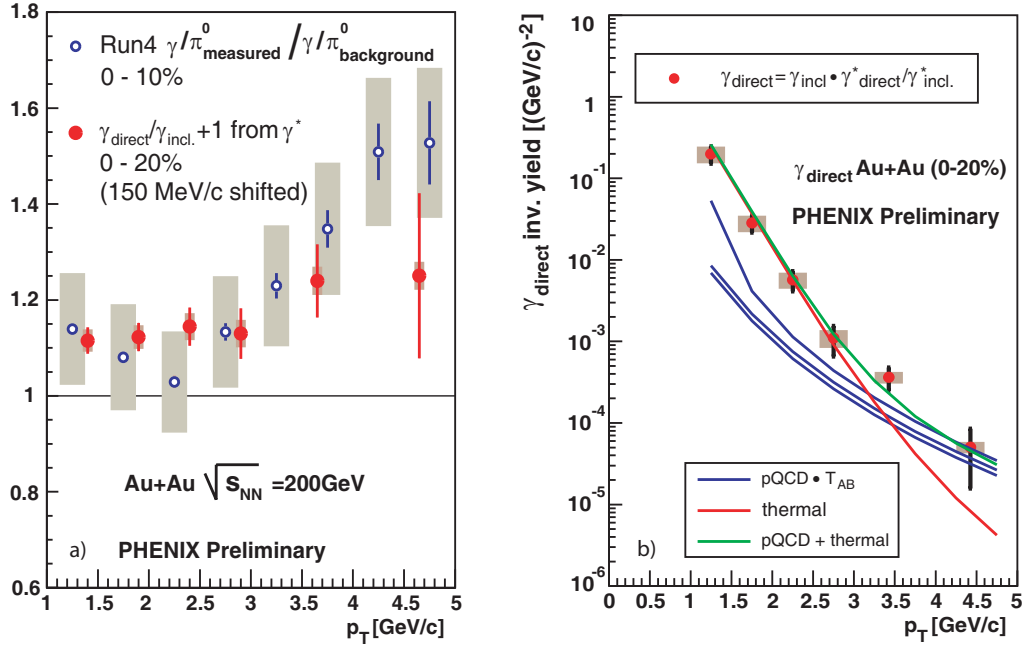 1.8
1.6
1.4
1.2
1
0.8
0.6
Run4 γ/π⁰measured / γ/π⁰background
0 - 10%
γdirect/γincl.+1 from γ*
0 - 20%
(150 MeV/c shifted)
Au+Au √sNN =200GeV
a) PHENIX Preliminary
1 1.5 2 2.5 3 3.5 4 4.5 5
pT [GeV/c]
γdirect inv. yield [(GeV/c)⁻²]
10
1
10⁻¹
10⁻²
10⁻³
10⁻⁴
10⁻⁵
10⁻⁶
γdirect = γincl • γ*direct/γ*incl.
γdirect Au+Au (0-20%)
PHENIX Preliminary
pQCD • TAB
thermal
pQCD + thermal
b)
0 0.5 1 1.5 2 2.5 3 3.5 4 4.5 5
pT [GeV/c]